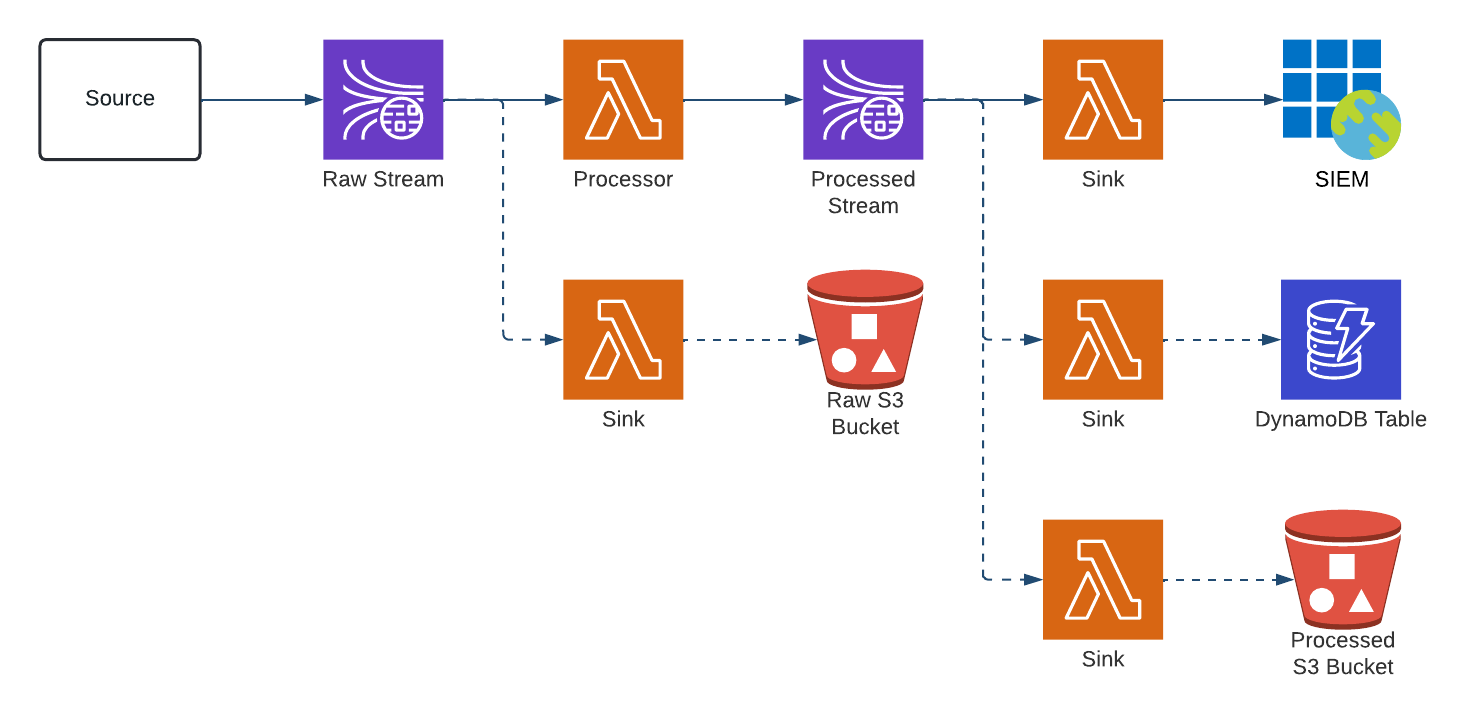 Source
Raw Stream
Processor
Processed
Stream
Sink
SIEM
Sink
Raw S3
Bucket
Sink
DynamoDB Table
Sink
Processed
S3 Bucket